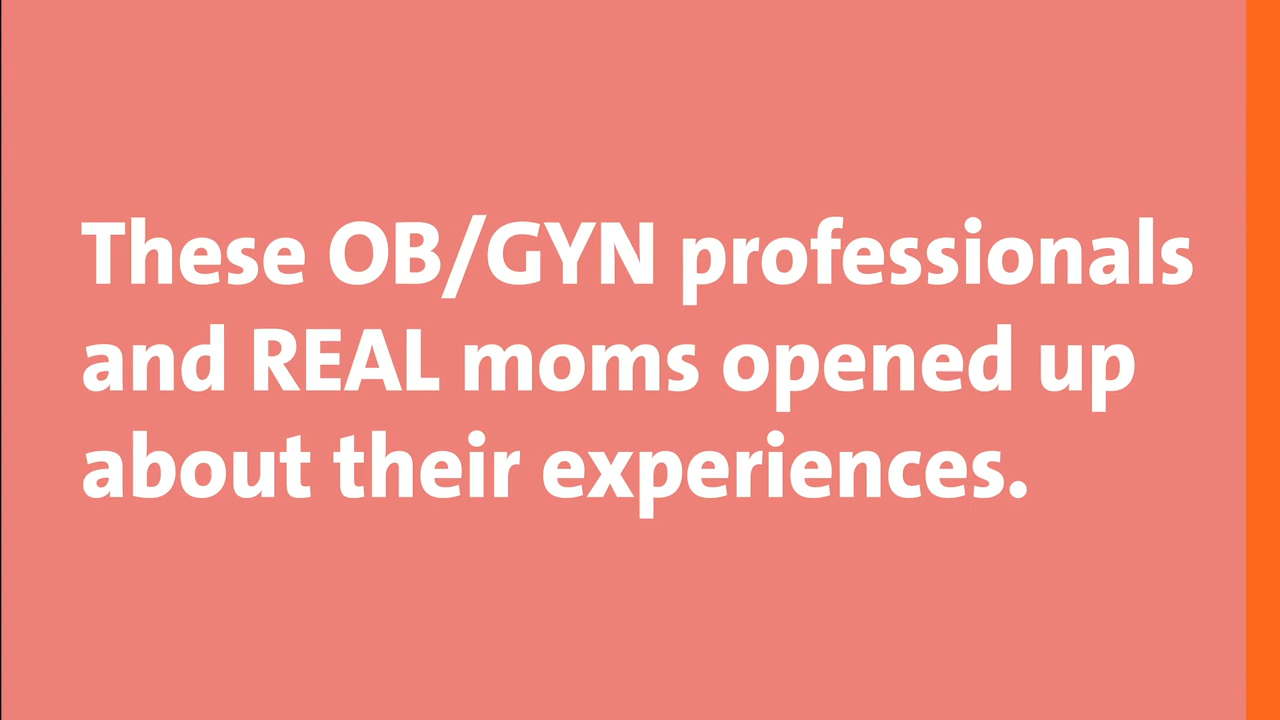 These OB/GYN professionals
and REAL moms opened up
about their experiences.